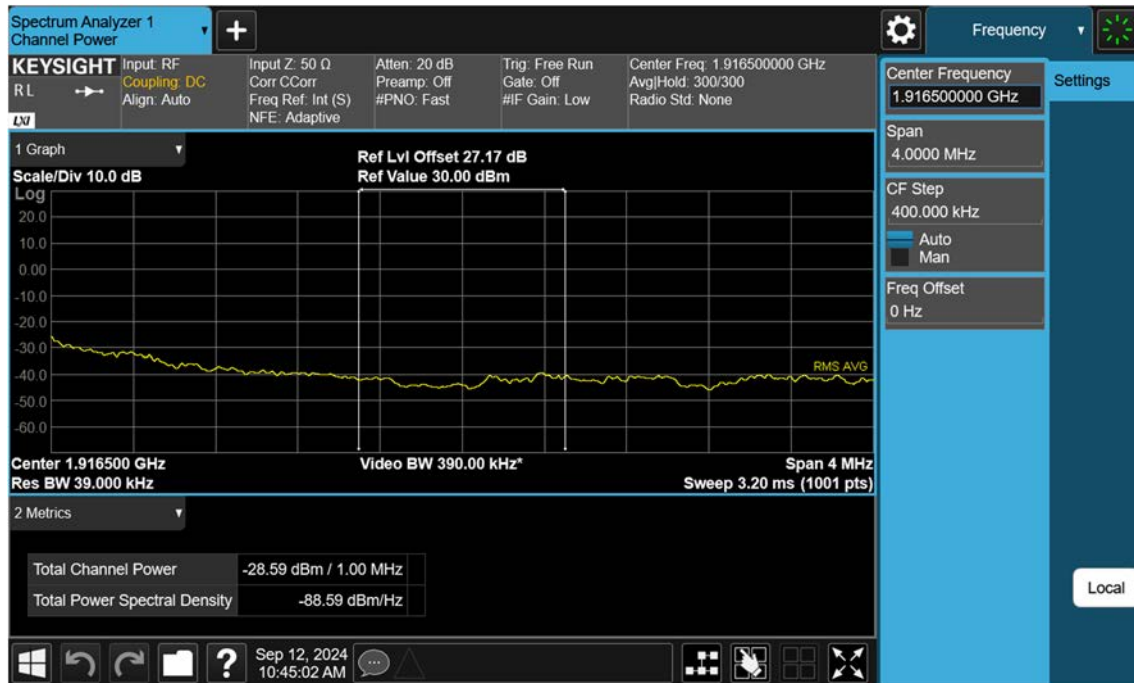 Spectrum Analyzer 1
Channel Power
+
Frequency
KEYSIGHT
RL
LXI
Input: RF
Coupling: DC
Align: Auto
Input Z: 50 Ω
Corr CCorr
Freq Ref: Int (S)
NFE: Adaptive
Atten: 20 dB
Preamp: Off
#PNO: Fast
Trig: Free Run
Gate: Off
#IF Gain: Low
Center Freq: 1.916500000 GHz
Avg|Hold: 300/300
Radio Std: None
Center Frequency
1.916500000 GHz
Settings
Span
4.0000 MHz
CF Step
400.000 kHz
Auto
Man
Freq Offset
0 Hz
1 Graph
Scale/Div 10.0 dB
Ref Lvl Offset 27.17 dB
Ref Value 30.00 dBm
Log
20.0
10.0
0.00
-10.0
-20.0
-30.0
-40.0
-50.0
-60.0
RMS AVG
Center 1.916500 GHz
Video BW 390.00 kHz*
Span 4 MHz
Res BW 39.000 kHz
Sweep 3.20 ms (1001 pts)
2 Metrics
Total Channel Power -28.59 dBm / 1.00 MHz
Total Power Spectral Density -88.59 dBm/Hz
Local
?
Sep 12, 2024
10:45:02 AM